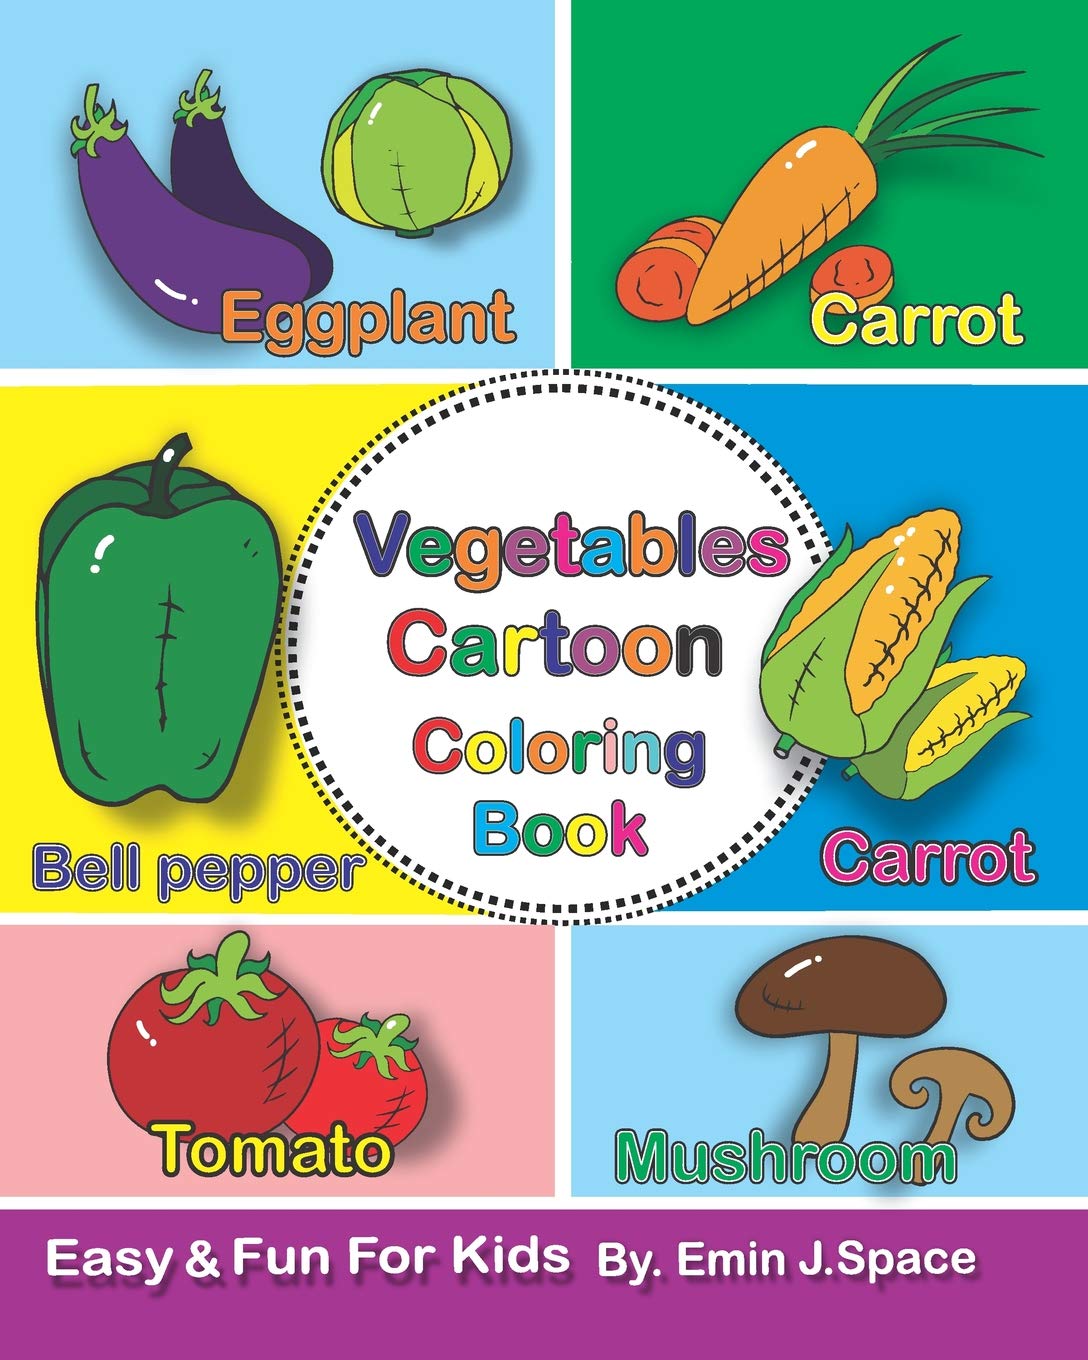 Eggplant
Carrot
Vegetables
Cartoon
Coloring
Book
Bell pepper
Carrot
Tomato
Mushroom
Easy & Fun For Kids By. Emin J.Space